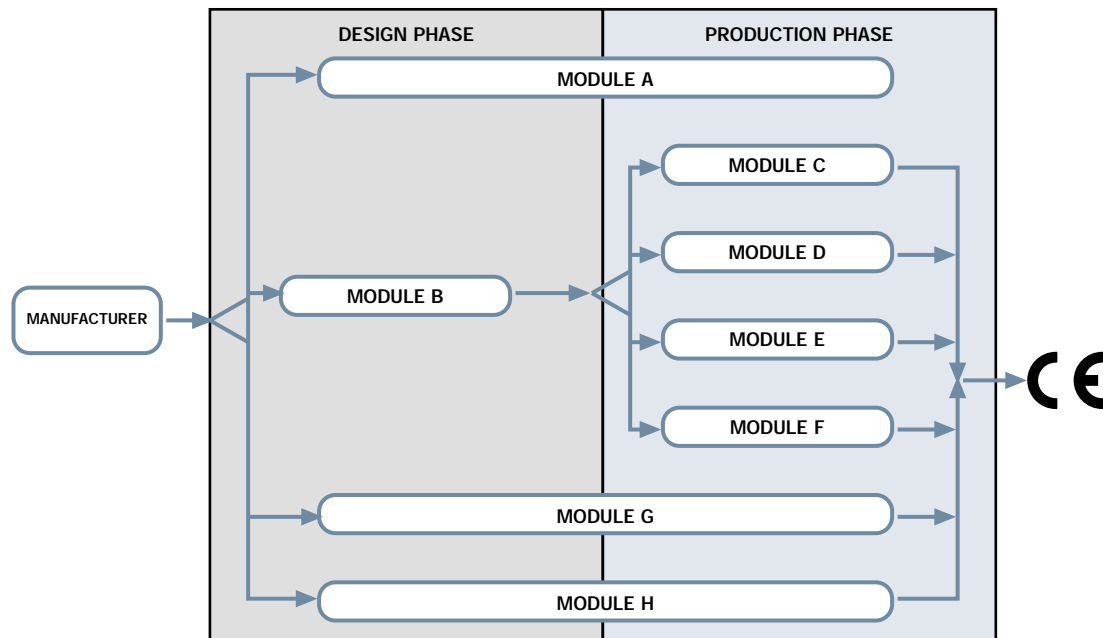 DESIGN PHASE
PRODUCTION PHASE
MODULE A
MODULE C
MODULE D
MODULE B
MANUFACTURER
MODULE E
CE
MODULE F
MODULE G
MODULE H